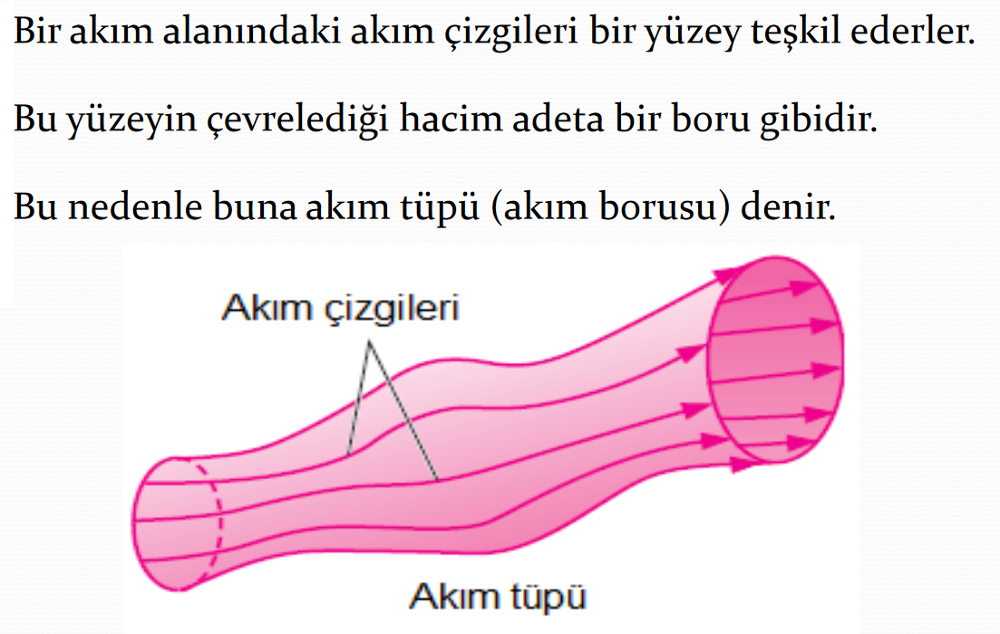 Bir akım alanındaki akım çizgileri bir yüzey teşkil ederler.
Bu yüzeyin çevrelediği hacim adeta bir boru gibidir.
Bu nedenle buna akım tüpü (akım borusu) denir.
Akım çizgileri
Akım tüpü